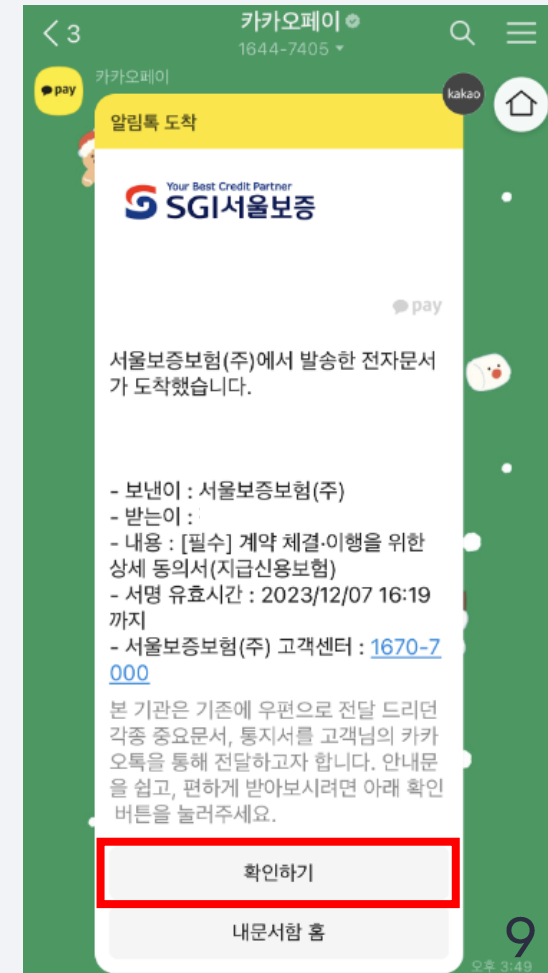 3
카카오페이
1644-7405
pay
카카오페이
kakao
알림톡 도착
Your Best Credit Partner
SGI서울보증
pay
서울보증보험(주)에서 발송한 전자문서
가 도착했습니다.
- 보낸이 : 서울보증보험(주)
- 받는이 :
- 내용 : [필수] 계약 체결·이행을 위한
상세 동의서(지급신용보험)
- 서명 유효시간 : 2023/12/07 16:19
까지
- 서울보증보험(주) 고객센터 : 1670-7
000
본 기관은 기존에 우편으로 전달 드리던
각종 중요문서, 통지서를 고객님의 카카
오톡을 통해 전달하고자 합니다. 안내문
을 쉽고, 편하게 받아보시려면 아래 확인
버튼을 눌러주세요.
확인하기
내문서함 홈
9
오후 3:49